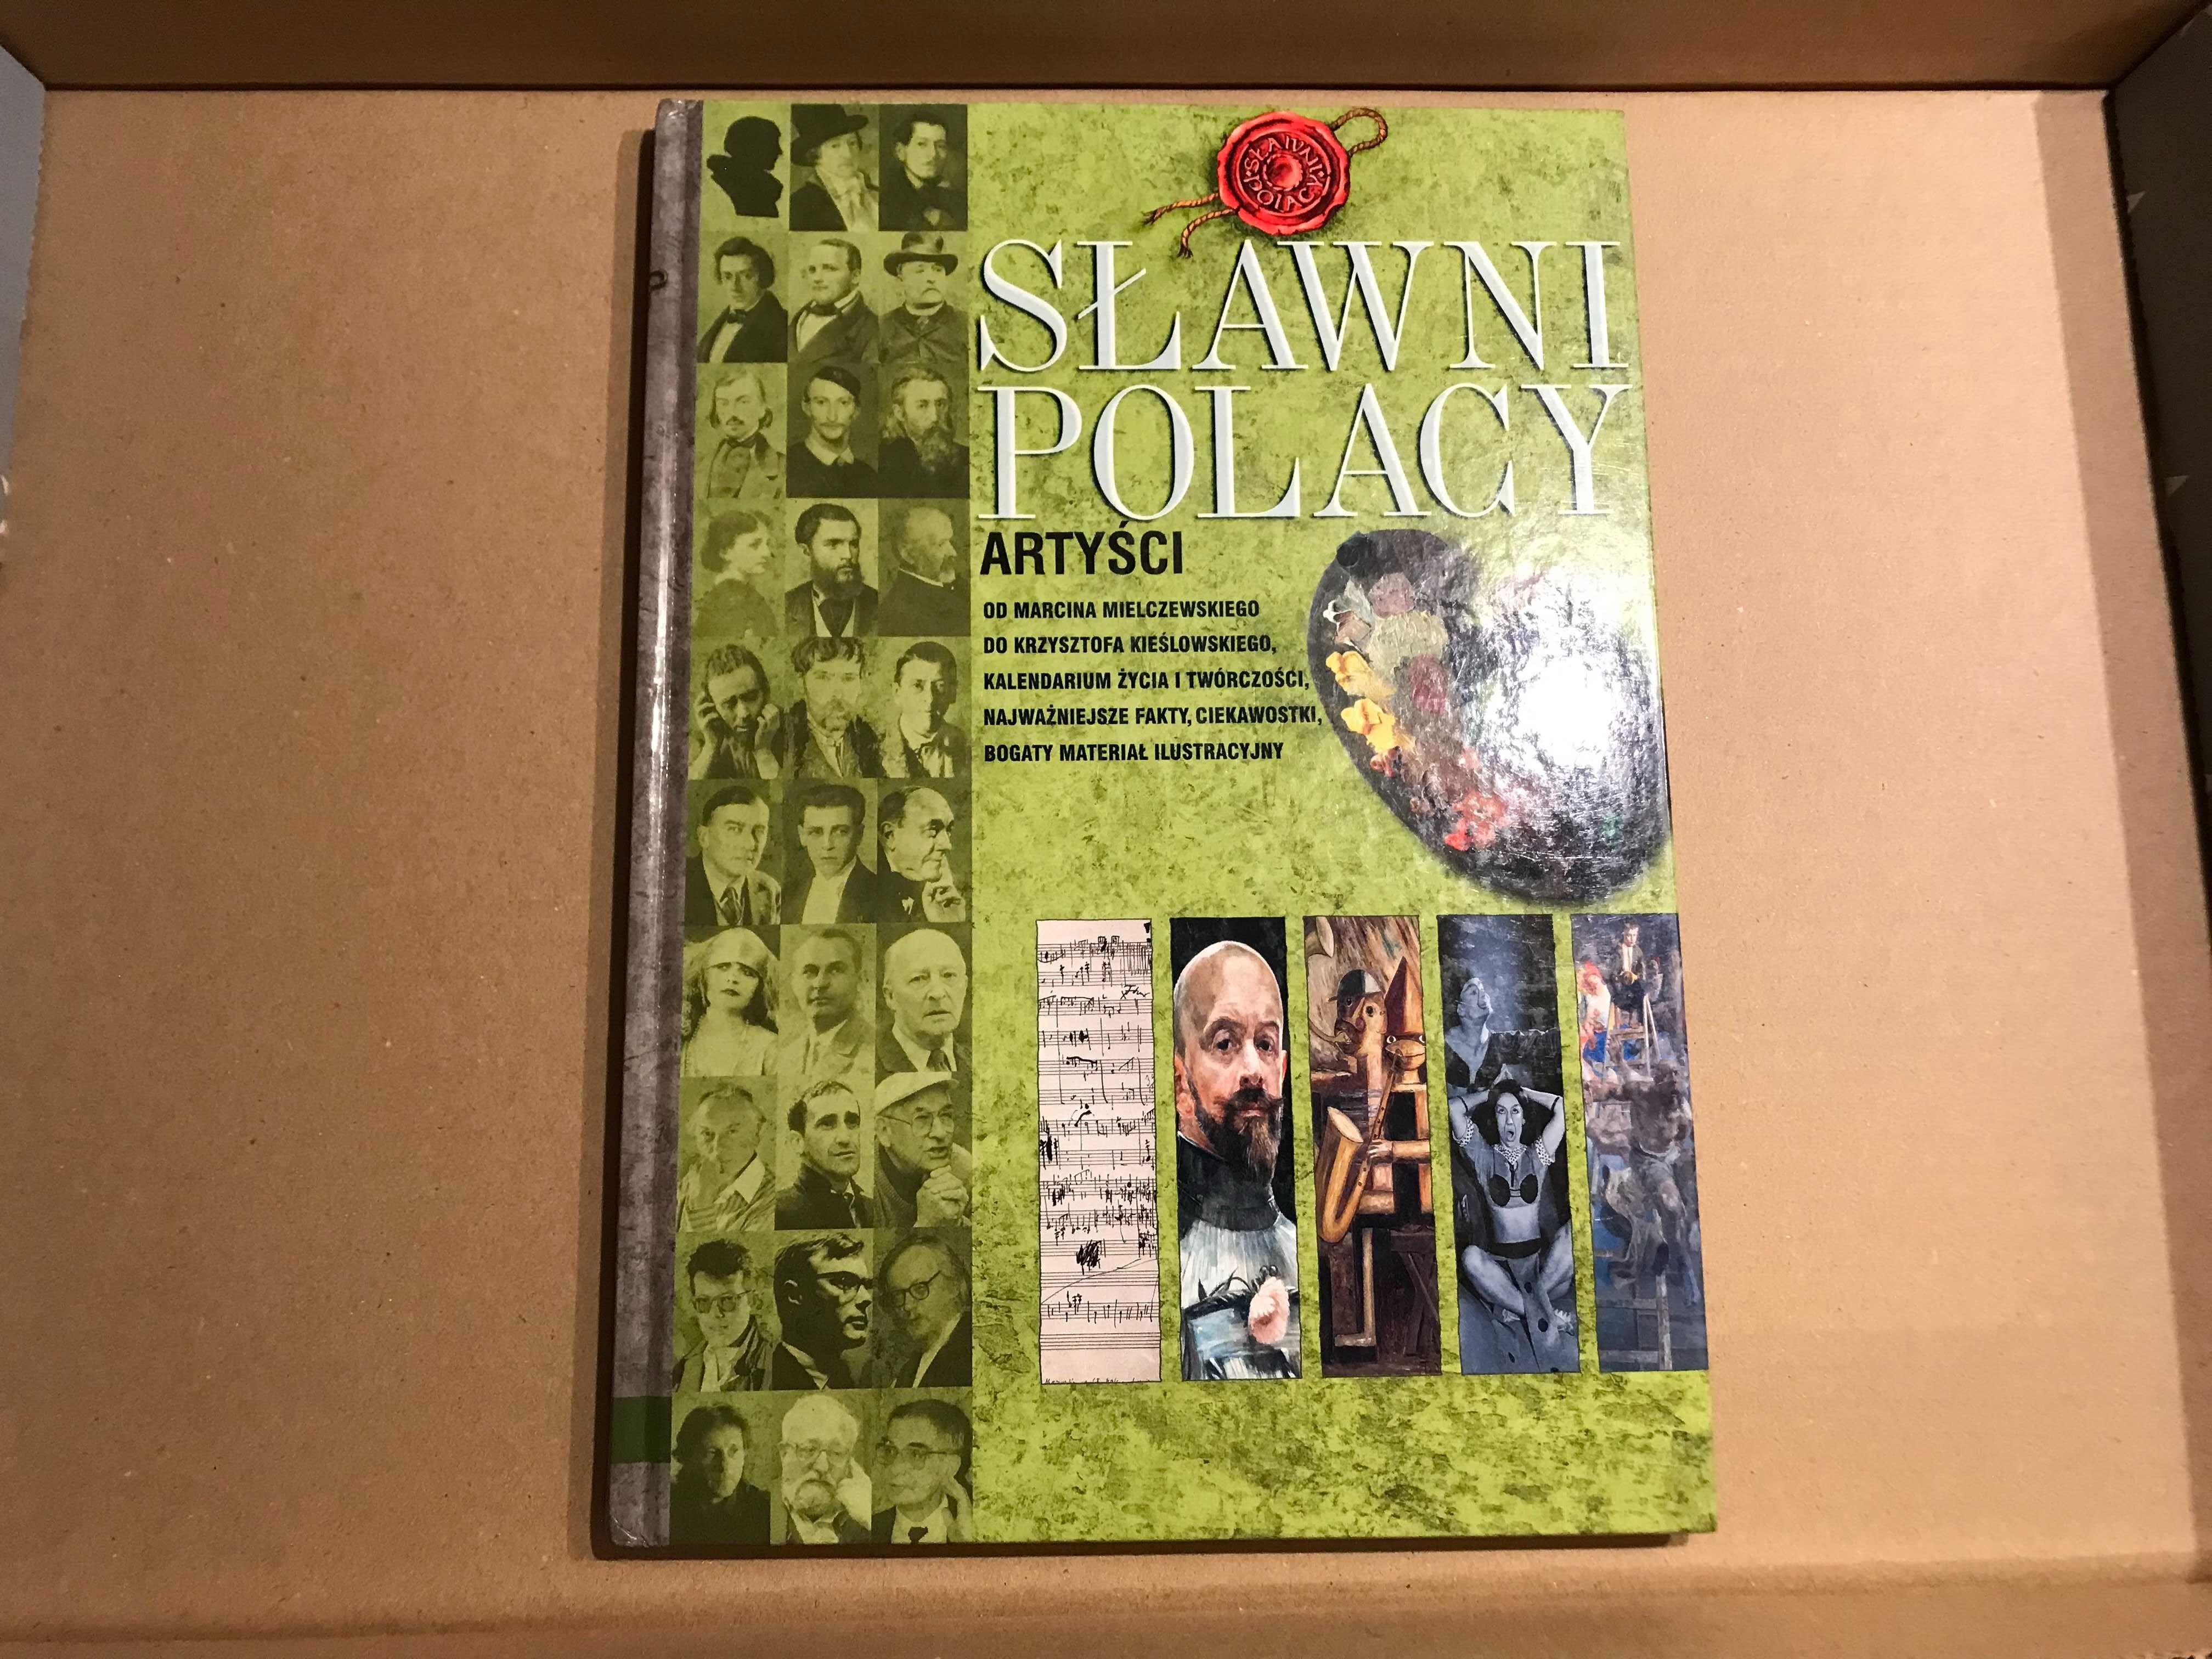 SŁAWNI
POLACY
SŁAWNI
POLACY
ARTYŚCI
OD MARCINA MIELCZEWSKIEGO
DO KRZYSZTOFA KIEŚLOWSKIEGO,
KALENDARIUM ŻYCIA I TWÓRCZOŚCI,
NAJWAŻNIEJSZE FAKTY, CIEKAWOSTKI,
BOGATY MATERIAŁ ILUSTRACYJNY